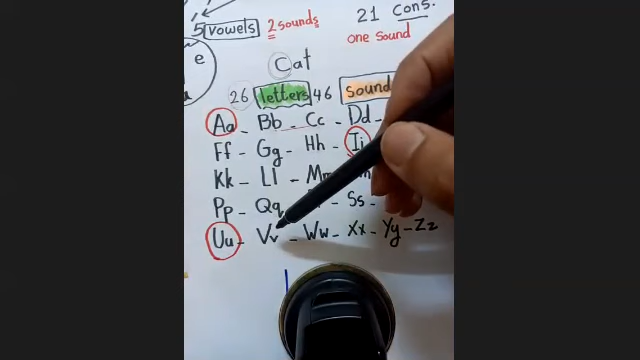 5 vowels 2 sounds
21 Cons.
one sound
e
Cat
26 letters 46 sound
Aa - Bb - Cc - Dd -
Ff - Gg - Hh - Ii
Kk - Ll - Mm
Pp - Qq - Ss -
Uu - Vv - Ww - Xx - Yy - Zz